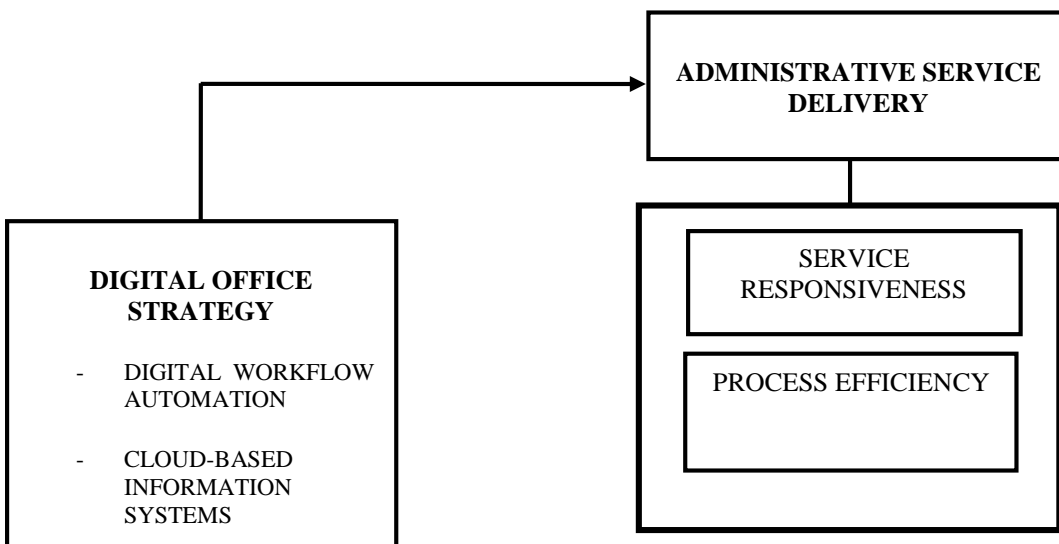 ADMINISTRATIVE SERVICE
DELIVERY
DIGITAL OFFICE
STRATEGY
- DIGITAL WORKFLOW
AUTOMATION
- CLOUD-BASED
INFORMATION
SYSTEMS
SERVICE
RESPONSIVENESS
PROCESS EFFICIENCY